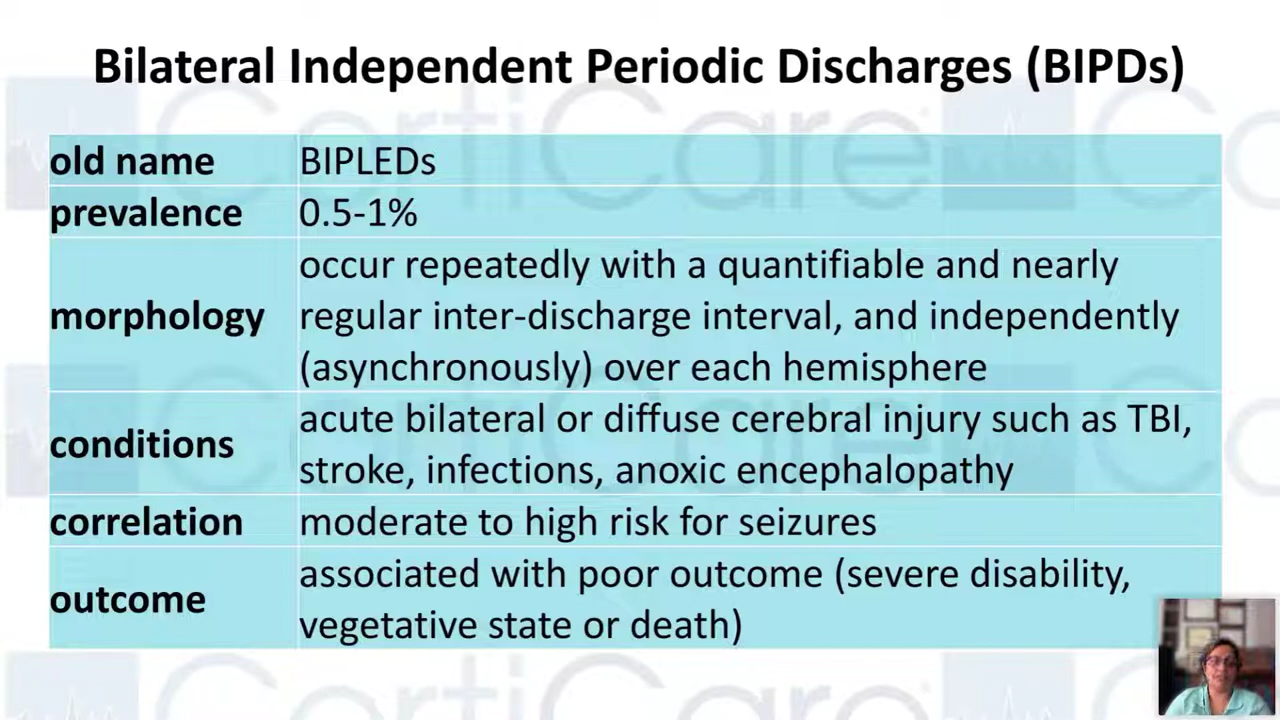 Bilateral Independent Periodic Discharges (BIPDs)
old name BIPLEDs
prevalence 0.5-1%
occur repeatedly with a quantifiable and nearly
morphology regular inter-discharge interval, and independently
(asynchronously) over each hemisphere
acute bilateral or diffuse cerebral injury such as TBI,
conditions
stroke, infections, anoxic encephalopathy
correlation moderate to high risk for seizures
associated with poor outcome (severe disability,
outcome
vegetative state or death)
CortiCare
CortiCare
CortiCare